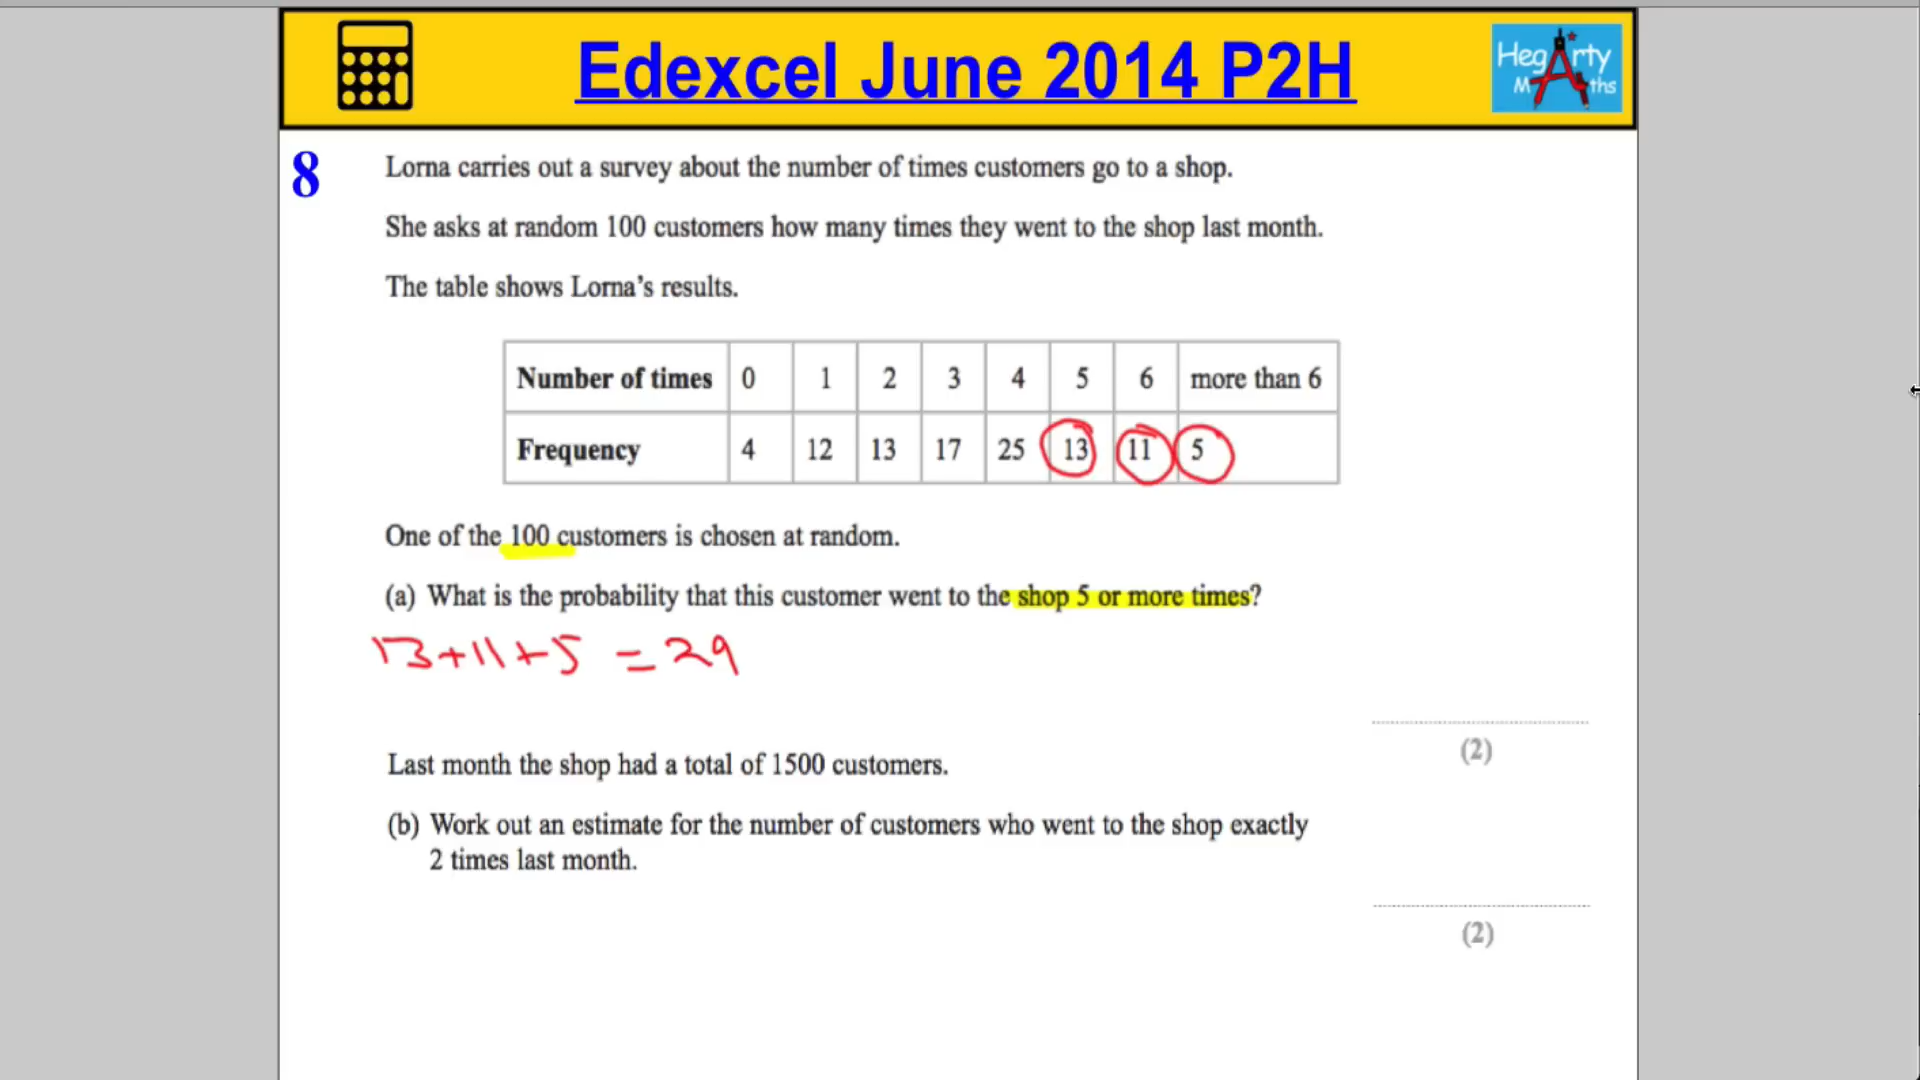 Edexcel June 2014 P2H
Hegarty
Maths
8
Lorna carries out a survey about the number of times customers go to a shop.
She asks at random 100 customers how many times they went to the shop last month.
The table shows Lorna's results.
Number of times 0 1 2 3 4 5 6 more than 6
Frequency 4 12 13 17 25 13 11 5
One of the 100 customers is chosen at random.
(a) What is the probability that this customer went to the shop 5 or more times?
13+11+5 = 29
(2)
Last month the shop had a total of 1500 customers.
(b) Work out an estimate for the number of customers who went to the shop exactly
2 times last month.
(2)